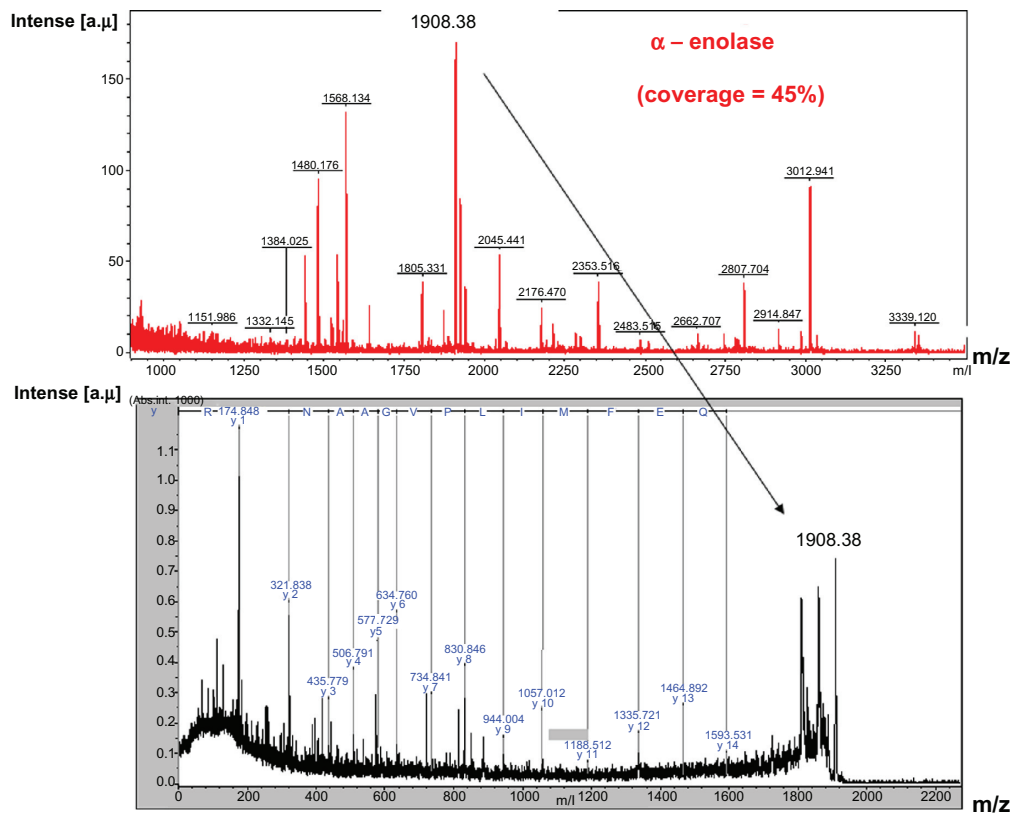 Intense [a.μ]
1908.38
α – enolase
(coverage = 45%)
150
100
50
0
1568.134
1480.176
1384.025
1151.986
1332.145
1805.331
2045.441
2176.470
2353.516
2483.515
2662.707
2807.704
2914.847
3012.941
3339.120
1000 1250 1500 1750 2000 2250 2500 2750 3000 3250 m/l
m/z
Intense [a.μ]
(Abs.int. 1000)
y R 174.848 N A A G V P L I M F E Q
y 1
1.1
1.0
0.9
0.8
0.7
0.6
0.5
0.4
0.3
0.2
0.1
0.0
1908.38
321.838
y 2
435.779
y 3
506.791
y 4
577.729
y5
634.760
y 6
734.841
y 7
830.846
y 8
944.004
y 9
1057.012
y 10
1188.512
y 11
1335.721
y 12
1464.892
y 13
1593.531
y 14
0 200 400 600 800 1000 1200 1400 1600 1800 2000 2200
m/l
m/z